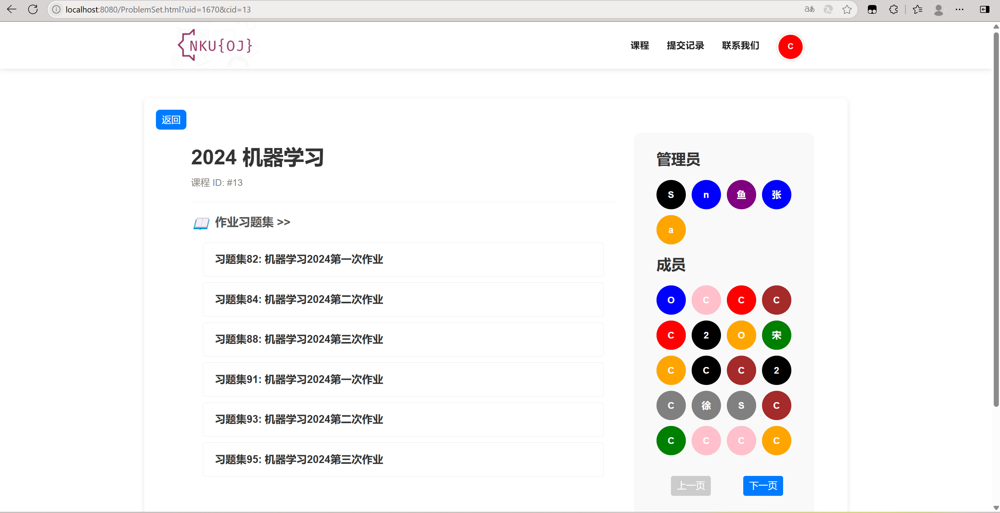 localhost:8080/ProblemSet.html?uid=1670&cid=13
aあ
NKU{OJ}
课程 提交记录 联系我们 C
返回
2024 机器学习
课程 ID: #13
作业习题集 >>
习题集82: 机器学习2024第一次作业
习题集84: 机器学习2024第二次作业
习题集88: 机器学习2024第三次作业
习题集91: 机器学习2024第一次作业
习题集93: 机器学习2024第二次作业
习题集95: 机器学习2024第三次作业
管理员
S n 鱼 张
a
成员
O C C C
C 2 O 宋
C C C 2
C 徐 S C
C C C C
上一页 下一页